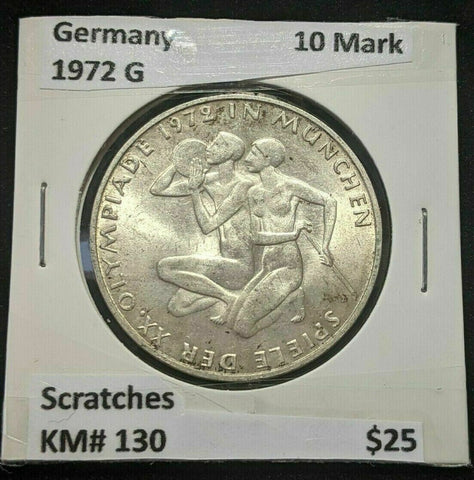 Germany 10 Mark
1972 G
SPIELE DER XX. OLYMPIADE 1972 IN MÜNCHEN
Scratches
KM# 130 $25